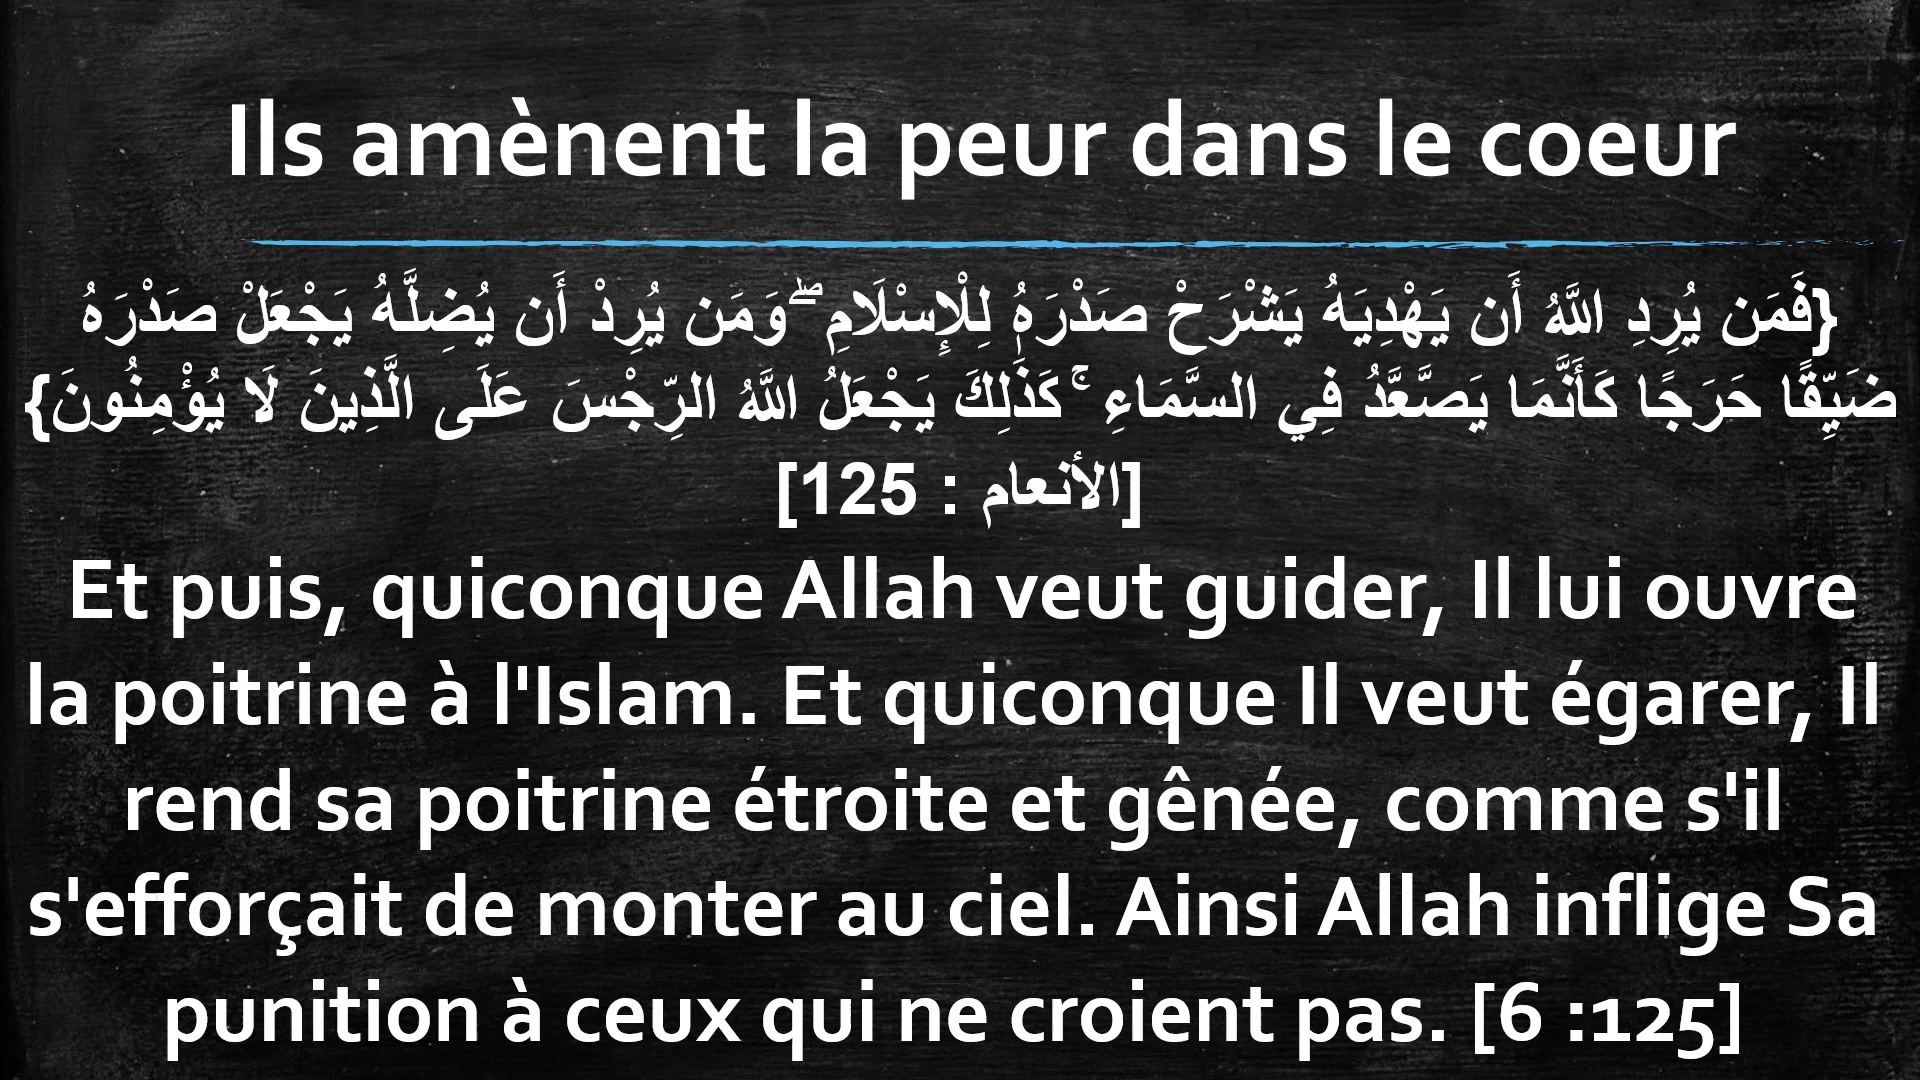 Ils amènent la peur dans le coeur
{فَمَن يُرِدِ اللَّهُ أَن يَهْدِيَهُ يَشْرَحْ صَدْرَهُ لِلْإِسْلَامِ ۖ وَمَن يُرِدْ أَن يُضِلَّهُ يَجْعَلْ صَدْرَهُ
ضَيِّقًا حَرَجًا كَأَنَّمَا يَصَّعَّدُ فِي السَّمَاءِ ۚ كَذَٰلِكَ يَجْعَلُ اللَّهُ الرِّجْسَ عَلَى الَّذِينَ لَا يُؤْمِنُونَ}
[الأنعام : 125]
Et puis, quiconque Allah veut guider, Il lui ouvre
la poitrine à l'Islam. Et quiconque Il veut égarer, Il
rend sa poitrine étroite et gênée, comme s'il
s'efforçait de monter au ciel. Ainsi Allah inflige Sa
punition à ceux qui ne croient pas. [6 :125]